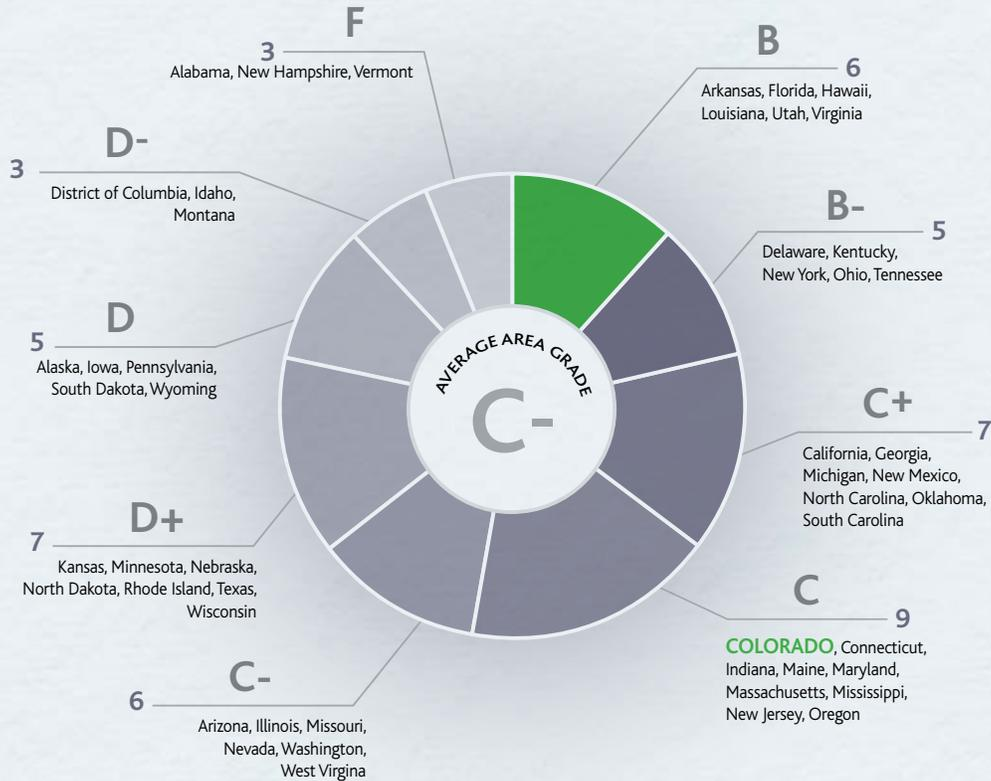 F
3
Alabama, New Hampshire, Vermont
B
6
Arkansas, Florida, Hawaii,
Louisiana, Utah, Virginia
D-
3
District of Columbia, Idaho,
Montana
B-
5
Delaware, Kentucky,
New York, Ohio, Tennessee
D
5
Alaska, Iowa, Pennsylvania,
South Dakota, Wyoming
AVERAGE AREA GRADE
C-
C+
7
California, Georgia,
Michigan, New Mexico,
North Carolina, Oklahoma,
South Carolina
D+
7
Kansas, Minnesota, Nebraska,
North Dakota, Rhode Island, Texas,
Wisconsin
C
9
COLORADO, Connecticut,
Indiana, Maine, Maryland,
Massachusetts, Mississippi,
New Jersey, Oregon
C-
6
Arizona, Illinois, Missouri,
Nevada, Washington,
West Virgina